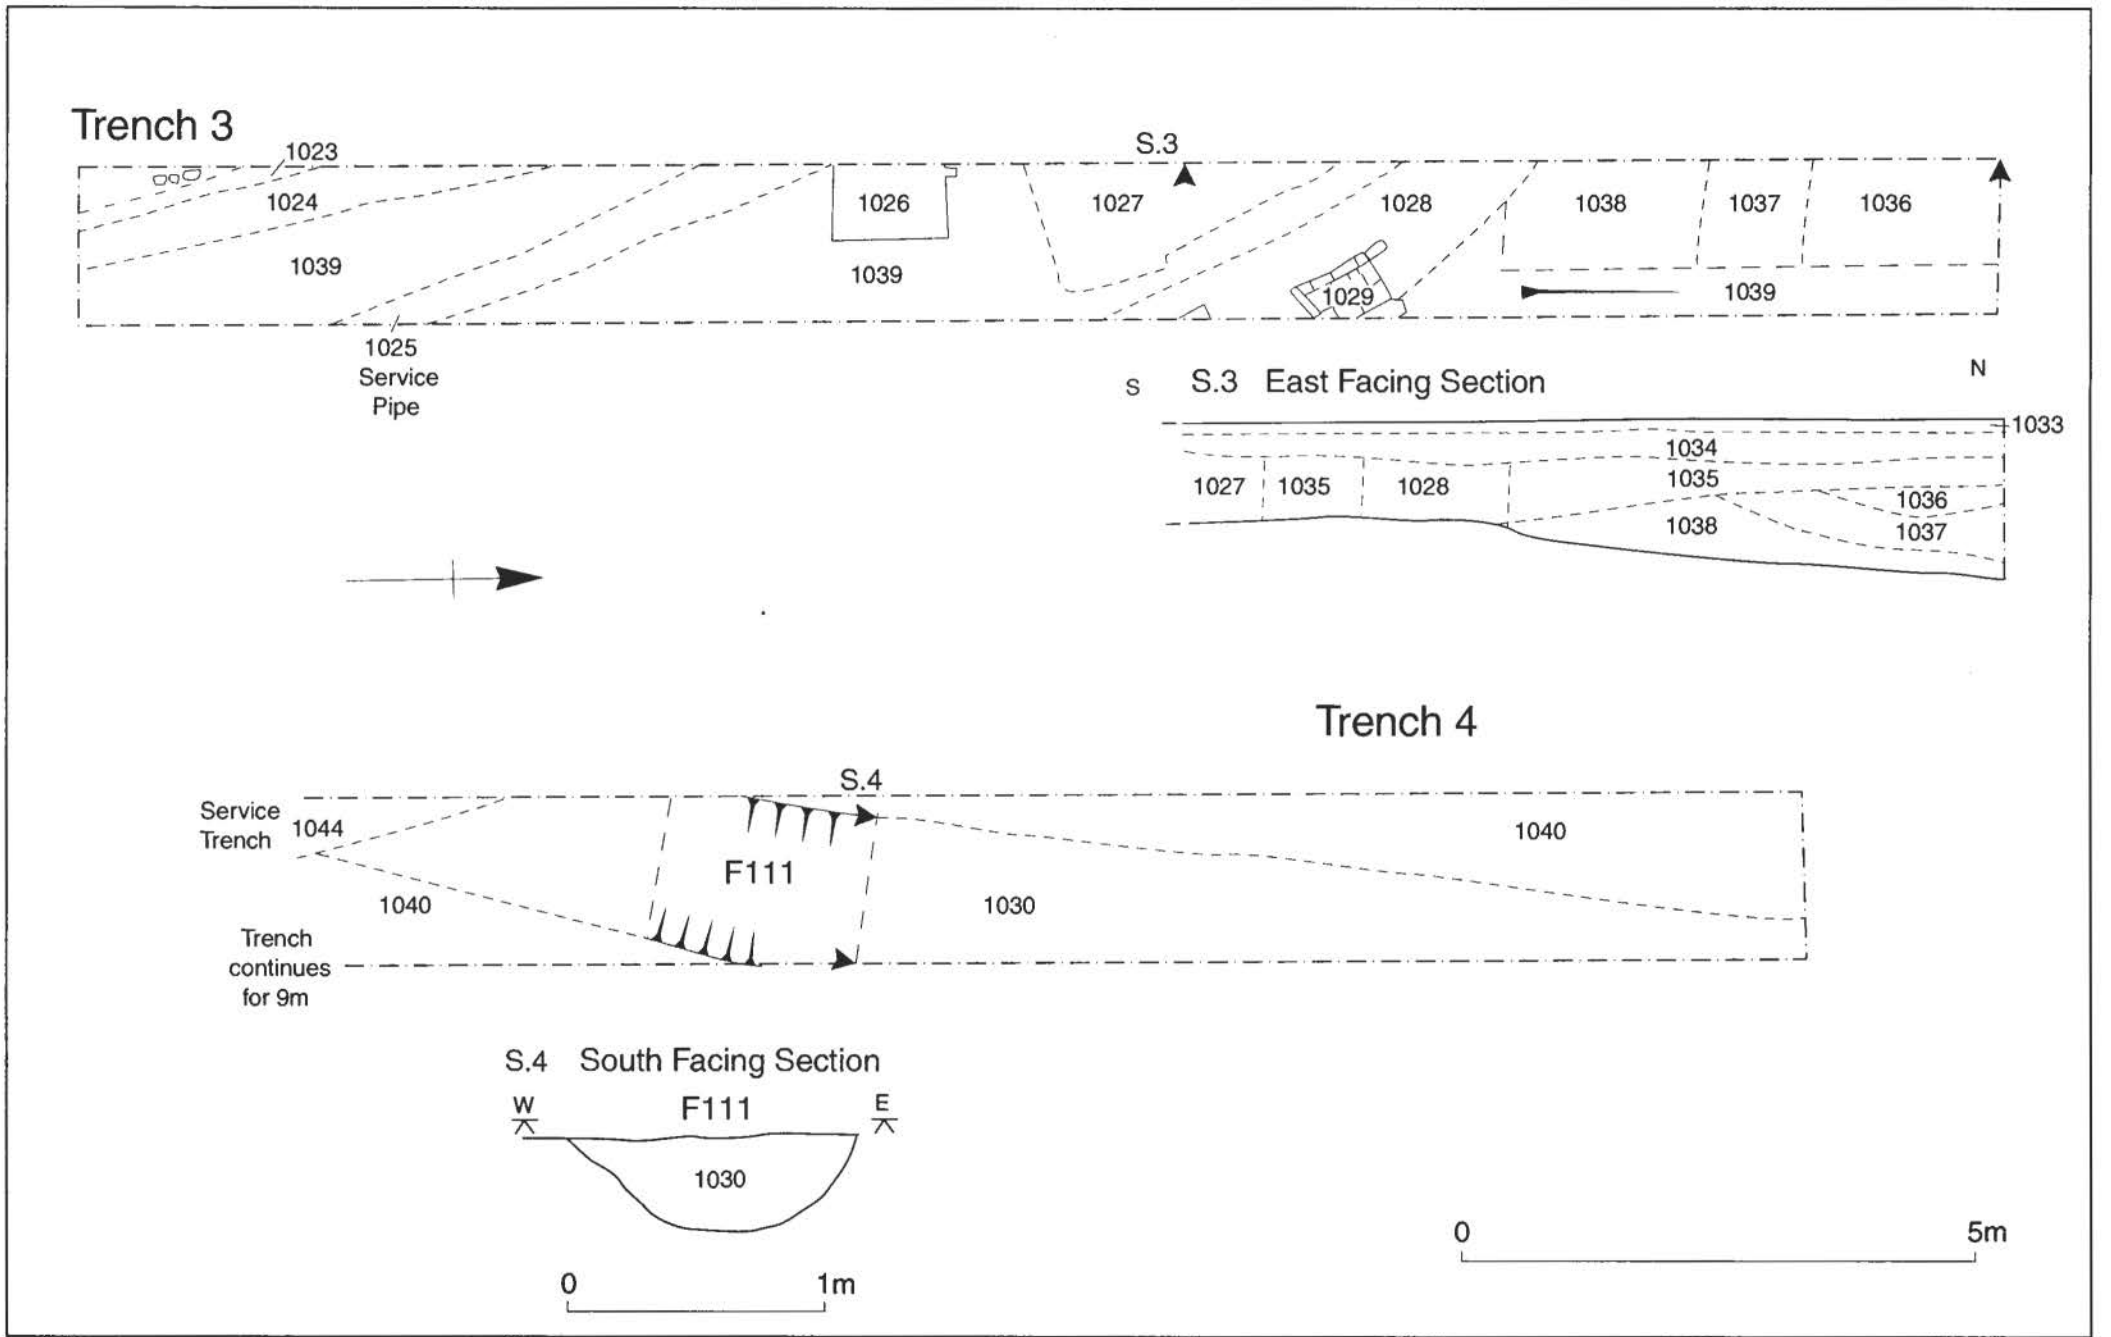 Trench 3
1023
S.3
1024
1026
1027
1028
1038
1037
1036
1039
1039
1029
1039
1025
Service
Pipe
S
S.3 East Facing Section
N
1033
1034
1027
1035
1028
1035
1036
1038
1037
Trench 4
S.4
Service
Trench
1044
1040
F111
1040
1030
Trench
continues
for 9m
S.4 South Facing Section
W
F111
E
1030
0
5m
0
1m